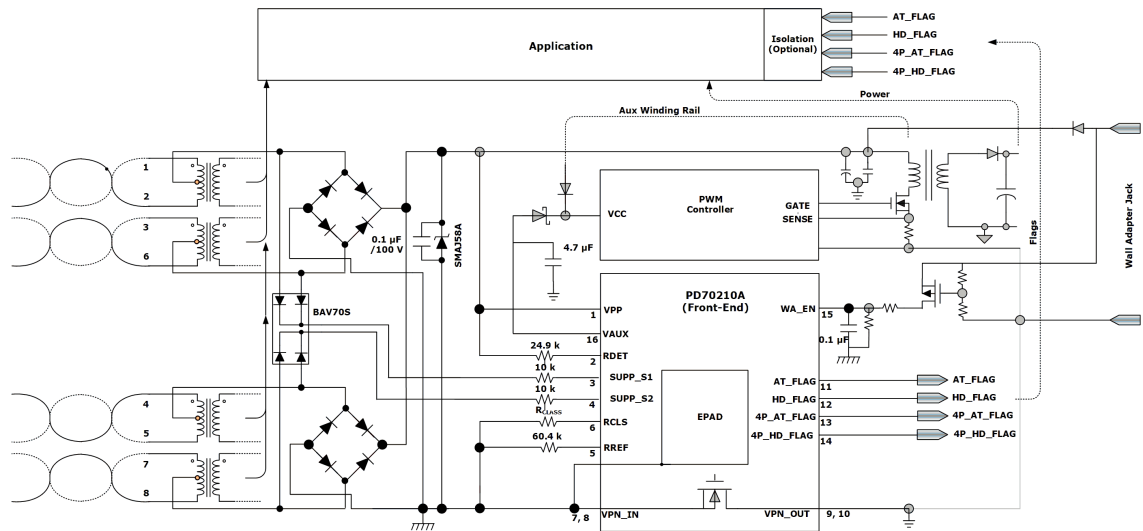 AT_FLAG
HD_FLAG
4P_AT_FLAG
4P_HD_FLAG
Application
Isolation
(Optional)
Power
Aux Winding Rail
1
2
3
6
4
5
7
8
0.1 µF
/100 V
SMAJ58A
BAV70S
4.7 µF
VCC
PWM
Controller
GATE
SENSE
Flags
Wall Adapter Jack
PD70210A
(Front-End)
VPP
1
VAUX
16
24.9 k
RDET
2
10 k
SUPP_S1
3
10 k
SUPP_S2
4
RCLASS
RCLS
6
60.4 k
RREF
5
EPAD
WA_EN
15
0.1 µF
AT_FLAG
11
AT_FLAG
HD_FLAG
12
HD_FLAG
4P_AT_FLAG
13
4P_AT_FLAG
4P_HD_FLAG
14
4P_HD_FLAG
7, 8
VPN_IN
VPN_OUT
9, 10